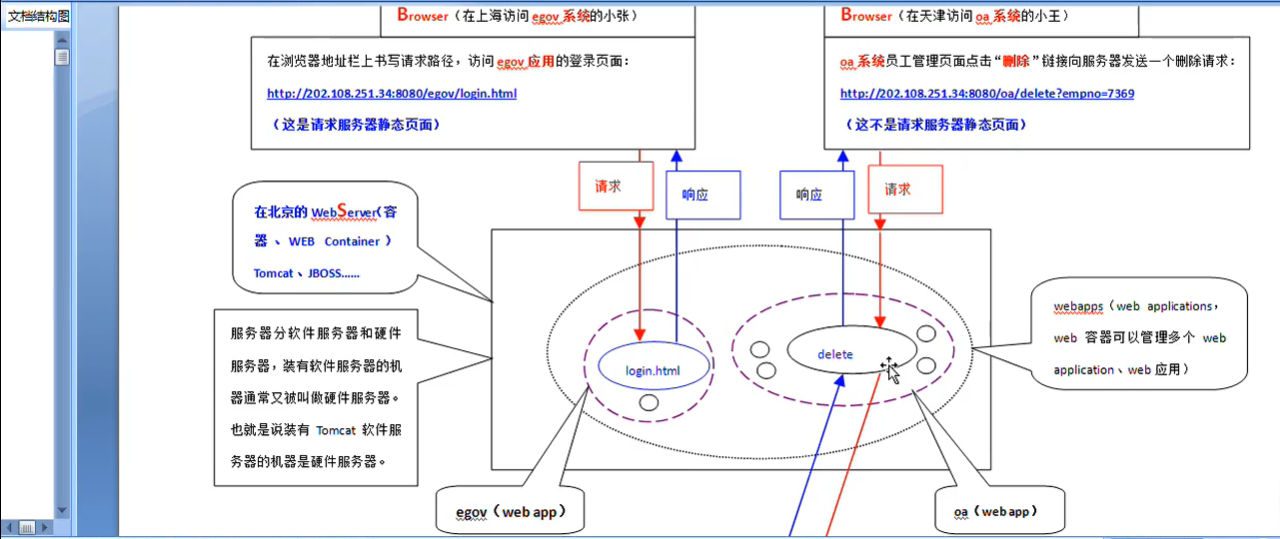 文档结构图
Browser（在上海访问 egov 系统的小张）
Browser（在天津访问 oa 系统的小王）
在浏览器地址栏上书写请求路径，访问 egov 应用的登录页面：
http://202.108.251.34:8080/egov/login.html
（这是请求服务器静态页面）
oa 系统员工管理页面点击“删除”链接向服务器发送一个删除请求：
http://202.108.251.34:8080/oa/delete?empno=7369
（这不是请求服务器静态页面）
请求
响应
响应
请求
在北京的 WebServer（容
器、WEB Container）
Tomcat、JBOSS……
服务器分软件服务器和硬件
服务器，装有软件服务器的机
器通常又被叫做硬件服务器。
也就是说装有 Tomcat 软件服
务器的机器是硬件服务器。
login.html
delete
webapps（web applications，
web 容器可以管理多个 web
application、web 应用）
egov（web app）
oa（web app）